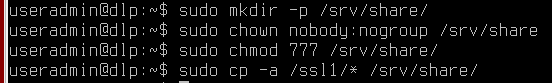 useradmin@dlp:~$ sudo mkdir -p /srv/share/
useradmin@dlp:~$ sudo chown nobody:nogroup /srv/share
useradmin@dlp:~$ sudo chmod 777 /srv/share/
useradmin@dlp:~$ sudo cp -a /ssl1/* /srv/share/